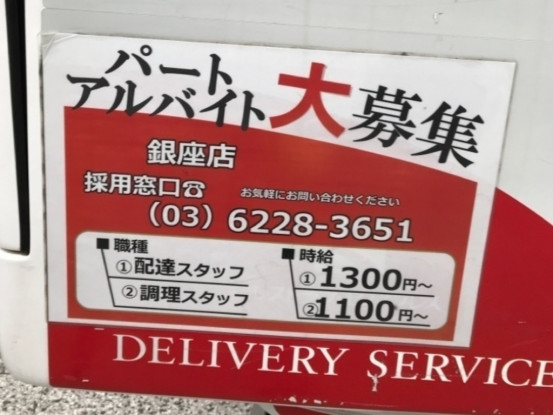 パート
アルバイト大募集
銀座店
採用窓口☎ お気軽にお問い合わせください
(03) 6228-3651
■職種
①配達スタッフ
②調理スタッフ
■時給
①1300円～
②1100円～
DELIVERY SERVICE